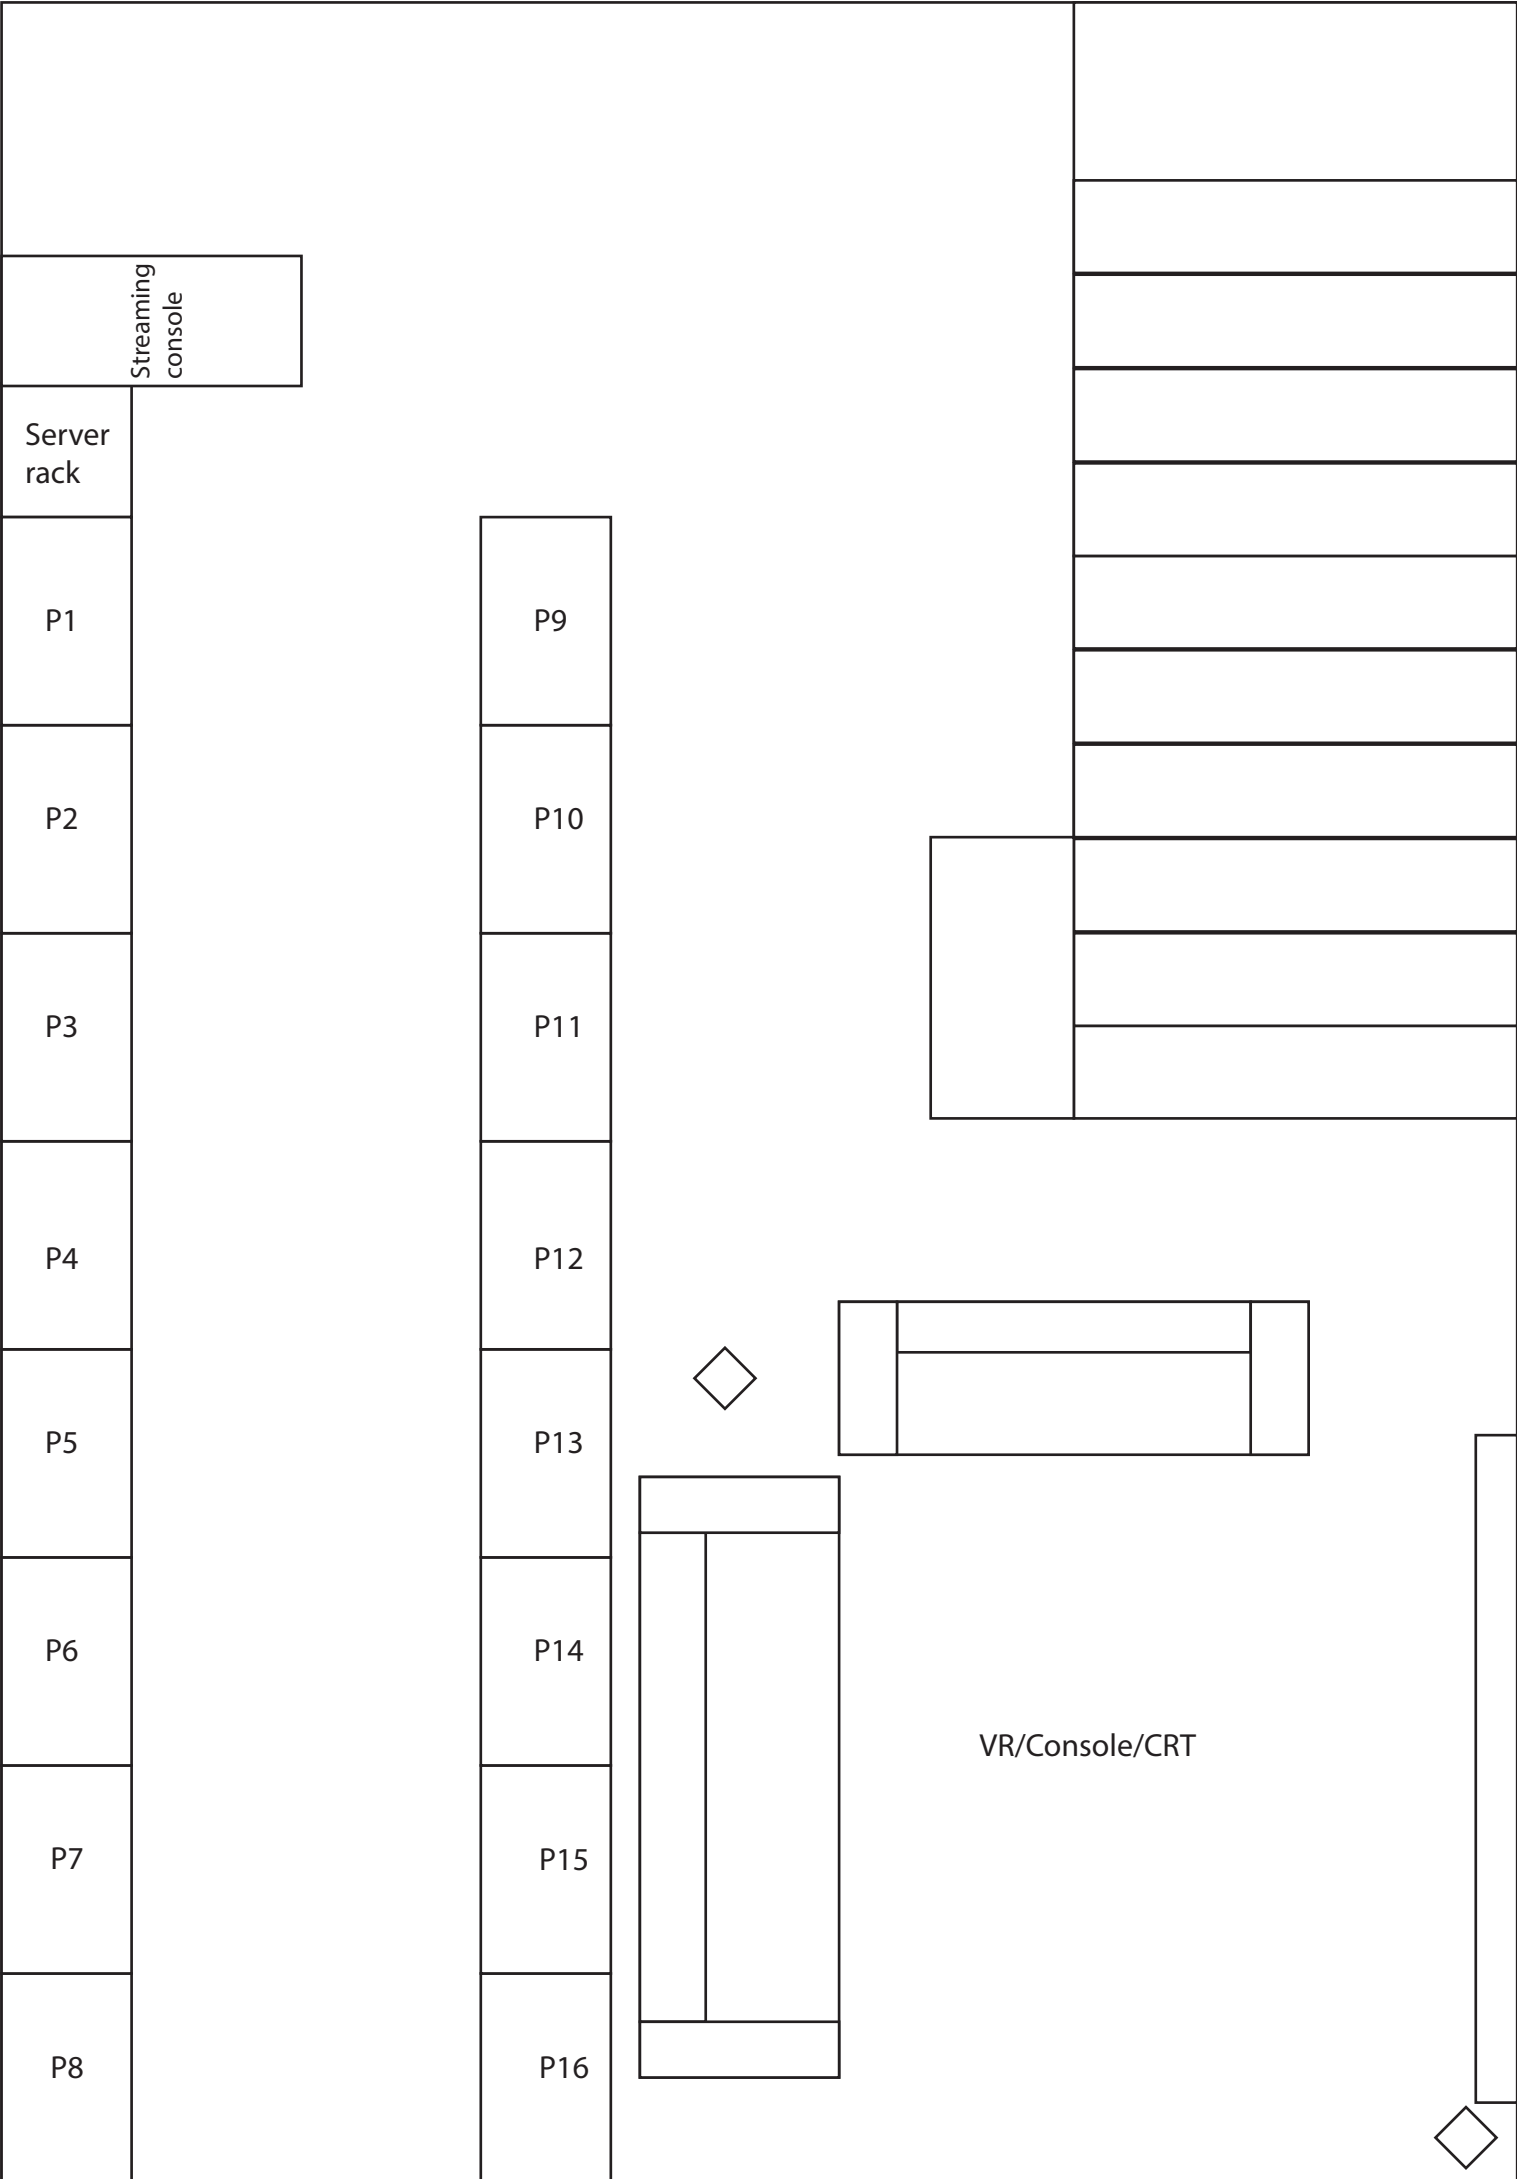 Streaming
console
Server
rack
P1
P9
P2
P10
P3
P11
P4
P12
P5
P13
P6
P14
VR/Console/CRT
P7
P15
P8
P16